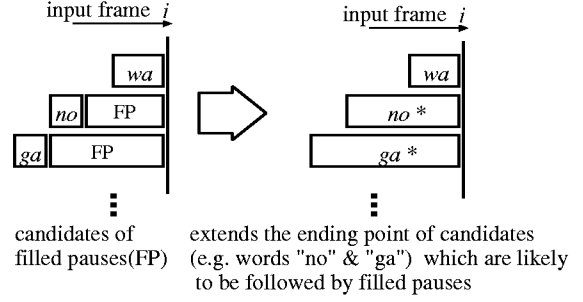 input frame i
input frame i
wa
wa
no FP
no *
ga FP
ga *
candidates of
filled pauses(FP)
extends the ending point of candidates
(e.g. words "no" & "ga") which are likely
to be followed by filled pauses